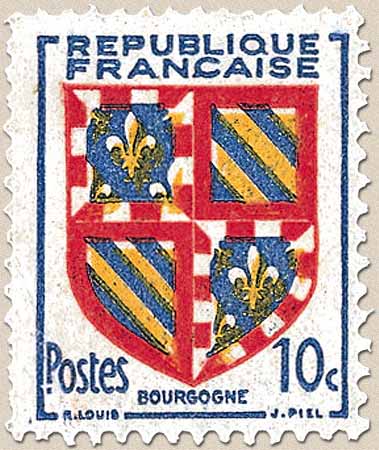 REPUBLIQUE
FRANCAISE
Postes 10c
BOURGOGNE
R. LOUIS J. PIEL